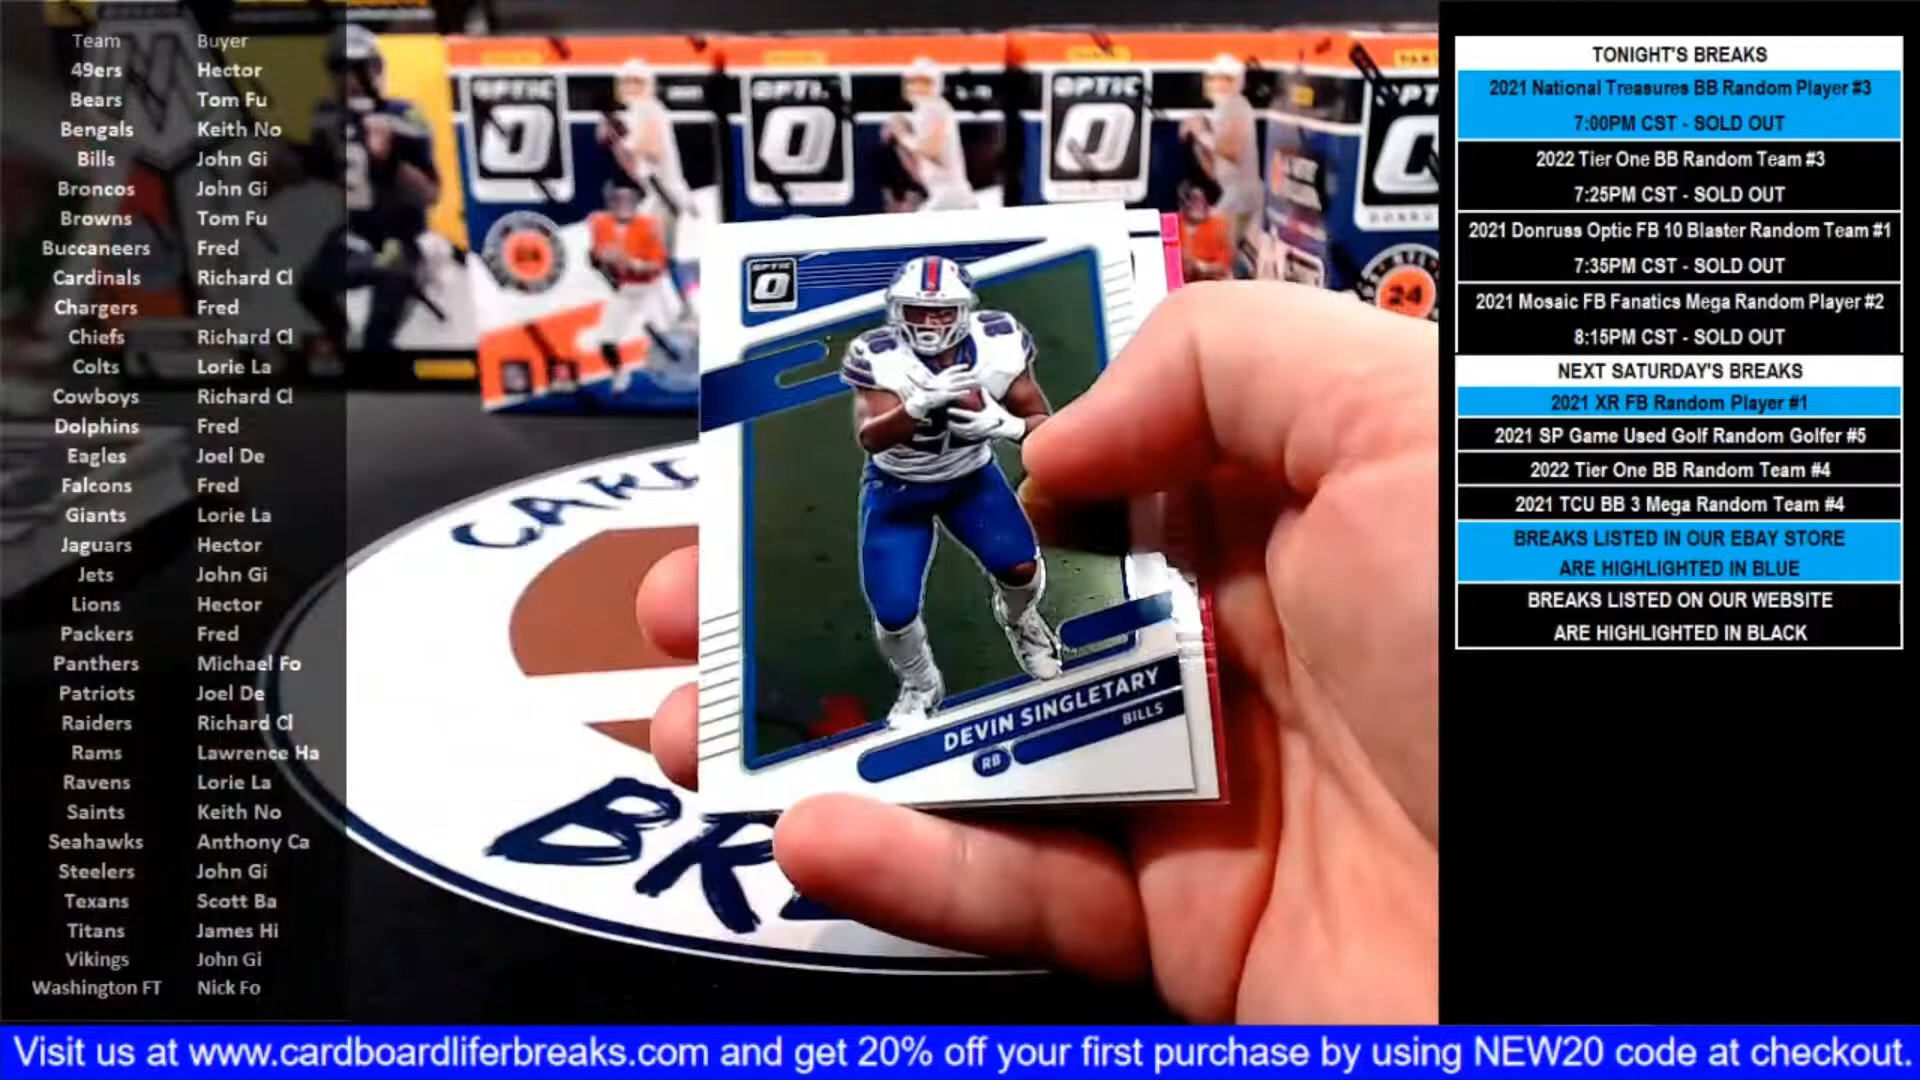 Team Buyer
49ers Hector
Bears Tom Fu
Bengals Keith No
Bills John Gi
Broncos John Gi
Browns Tom Fu
Buccaneers Fred
Cardinals Richard Cl
Chargers Fred
Chiefs Richard Cl
Colts Lorie La
Cowboys Richard Cl
Dolphins Fred
Eagles Joel De
Falcons Fred
Giants Lorie La
Jaguars Hector
Jets John Gi
Lions Hector
Packers Fred
Panthers Michael Fo
Patriots Joel De
Raiders Richard Cl
Rams Lawrence Ha
Ravens Lorie La
Saints Keith No
Seahawks Anthony Ca
Steelers John Gi
Texans Scott Ba
Titans James Hi
Vikings John Gi
Washington FT Nick Fo
OPTIC
OPTIC
OPTIC
24
24
OPTIC
DEVIN SINGLETARY
BILLS
RB
TONIGHT'S BREAKS
2021 National Treasures BB Random Player #3
7:00PM CST - SOLD OUT
2022 Tier One BB Random Team #3
7:25PM CST - SOLD OUT
2021 Donruss Optic FB 10 Blaster Random Team #1
7:35PM CST - SOLD OUT
2021 Mosaic FB Fanatics Mega Random Player #2
8:15PM CST - SOLD OUT
NEXT SATURDAY'S BREAKS
2021 XR FB Random Player #1
2021 SP Game Used Golf Random Golfer #5
2022 Tier One BB Random Team #4
2021 TCU BB 3 Mega Random Team #4
BREAKS LISTED IN OUR EBAY STORE
ARE HIGHLIGHTED IN BLUE
BREAKS LISTED ON OUR WEBSITE
ARE HIGHLIGHTED IN BLACK
Visit us at www.cardboardliferbreaks.com and get 20% off your first purchase by using NEW20 code at checkout.